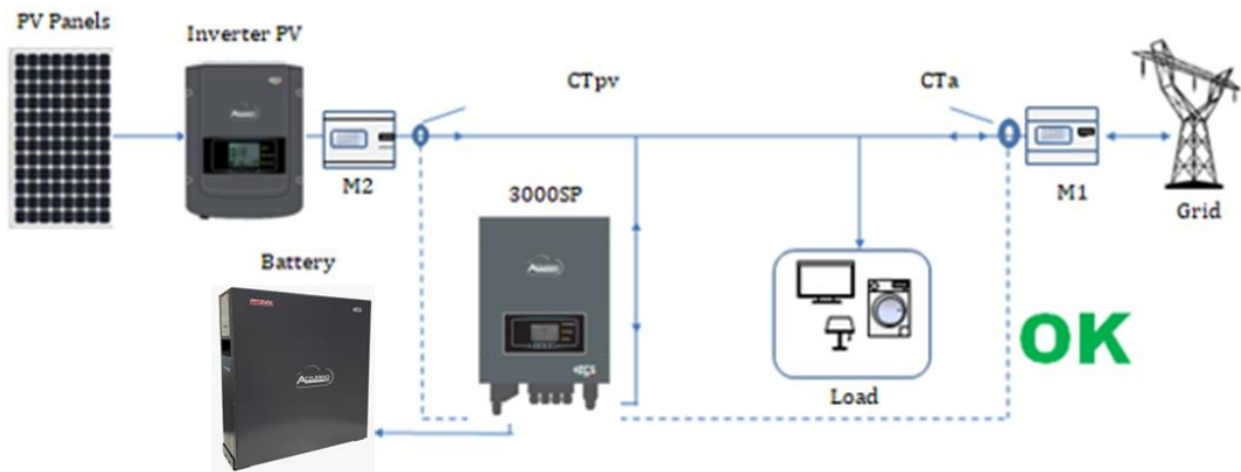 PV Panels
Inverter PV
CTpv
CTa
M2
M1
3000SP
Grid
Battery
OK
Load